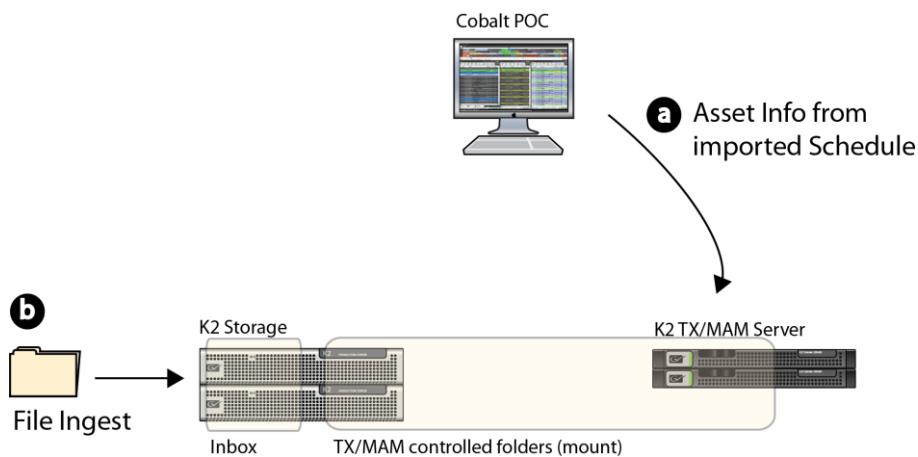 Cobalt POC
a Asset Info from
imported Schedule
b
K2 Storage
K2 TX/MAM Server
File Ingest
Inbox
TX/MAM controlled folders (mount)